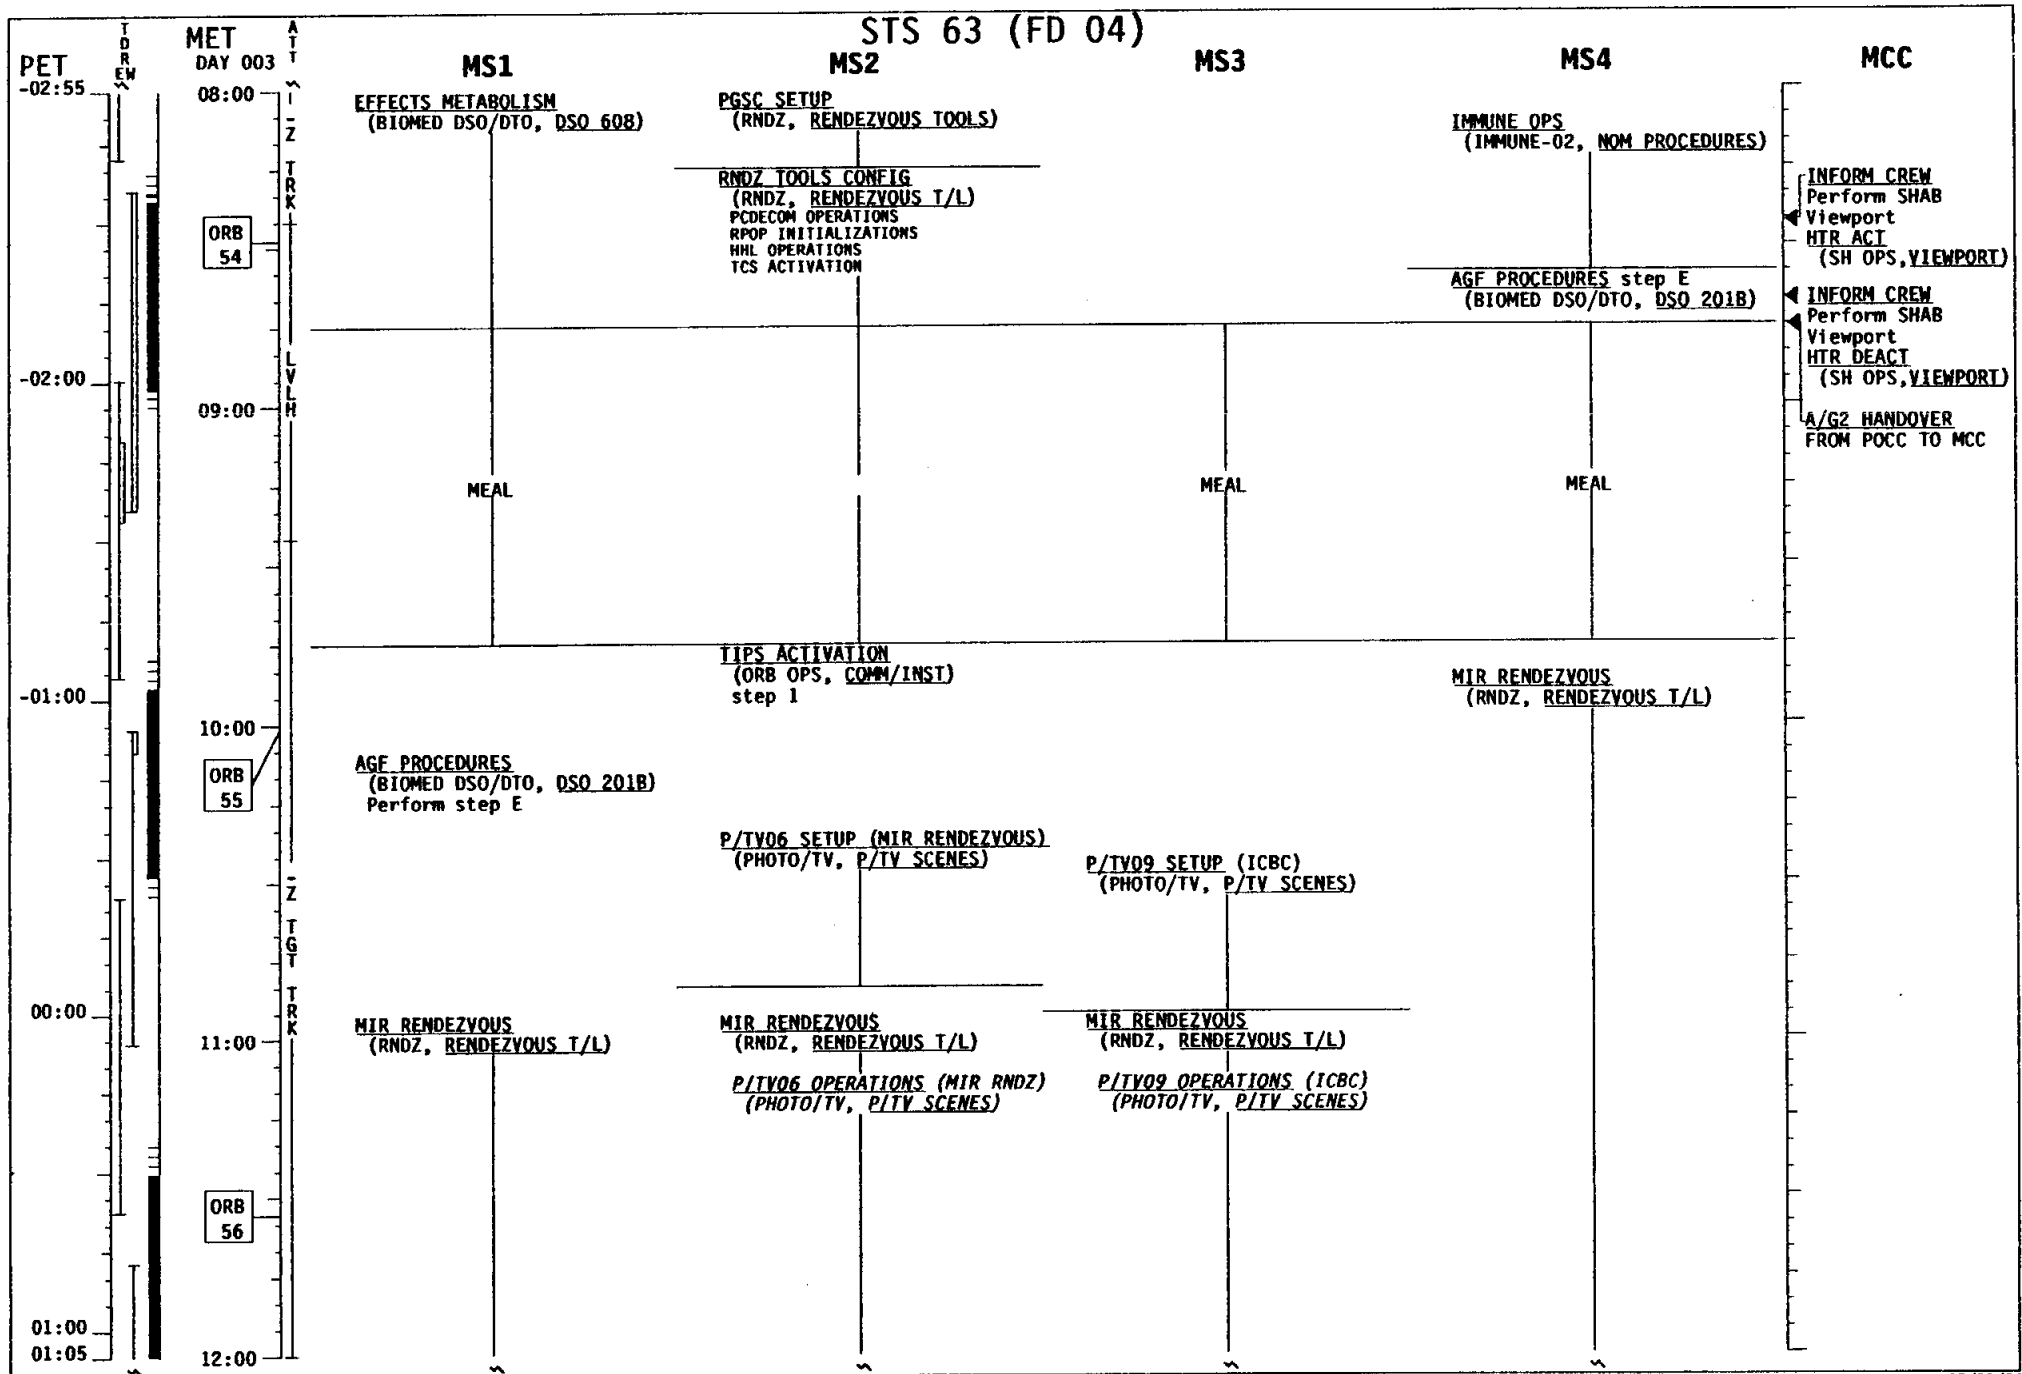 STS 63 (FD 04)
PET
TDRE W
MET
DAY 003
ATT
MS1
MS2
MS3
MS4
MCC
-02:55
-02:00
-01:00
00:00
01:00
01:05
08:00
09:00
10:00
11:00
12:00
ORB
54
ORB
55
ORB
56
-Z TRK
LVLH
-Z TGT TRK
EFFECTS METABOLISM
(BIOMED DSO/DTO, DSO 608)
MEAL
AGF PROCEDURES
(BIOMED DSO/DTO, DSO 201B)
Perform step E
MIR RENDEZVOUS
(RNDZ, RENDEZVOUS T/L)
PGSC SETUP
(RNDZ, RENDEZVOUS TOOLS)
RNDZ TOOLS CONFIG
(RNDZ, RENDEZVOUS T/L)
PCDECOM OPERATIONS
RPOP INITIALIZATIONS
HHL OPERATIONS
TCS ACTIVATION
TIPS ACTIVATION
(ORB OPS, COMM/INST)
step 1
P/TV06 SETUP (MIR RENDEZVOUS)
(PHOTO/TV, P/TV SCENES)
MIR RENDEZVOUS
(RNDZ, RENDEZVOUS T/L)
P/TV06 OPERATIONS (MIR RNDZ)
(PHOTO/TV, P/TV SCENES)
MEAL
P/TV09 SETUP (ICBC)
(PHOTO/TV, P/TV SCENES)
MIR RENDEZVOUS
(RNDZ, RENDEZVOUS T/L)
P/TV09 OPERATIONS (ICBC)
(PHOTO/TV, P/TV SCENES)
IMMUNE OPS
(IMMUNE-02, NOM PROCEDURES)
AGF PROCEDURES step E
(BIOMED DSO/DTO, DSO 201B)
MEAL
MIR RENDEZVOUS
(RNDZ, RENDEZVOUS T/L)
INFORM CREW
Perform SHAB
Viewport
HTR ACT
(SH OPS,VIEWPORT)
INFORM CREW
Perform SHAB
Viewport
HTR DEACT
(SH OPS,VIEWPORT)
A/G2 HANDOVER
FROM POCC TO MCC